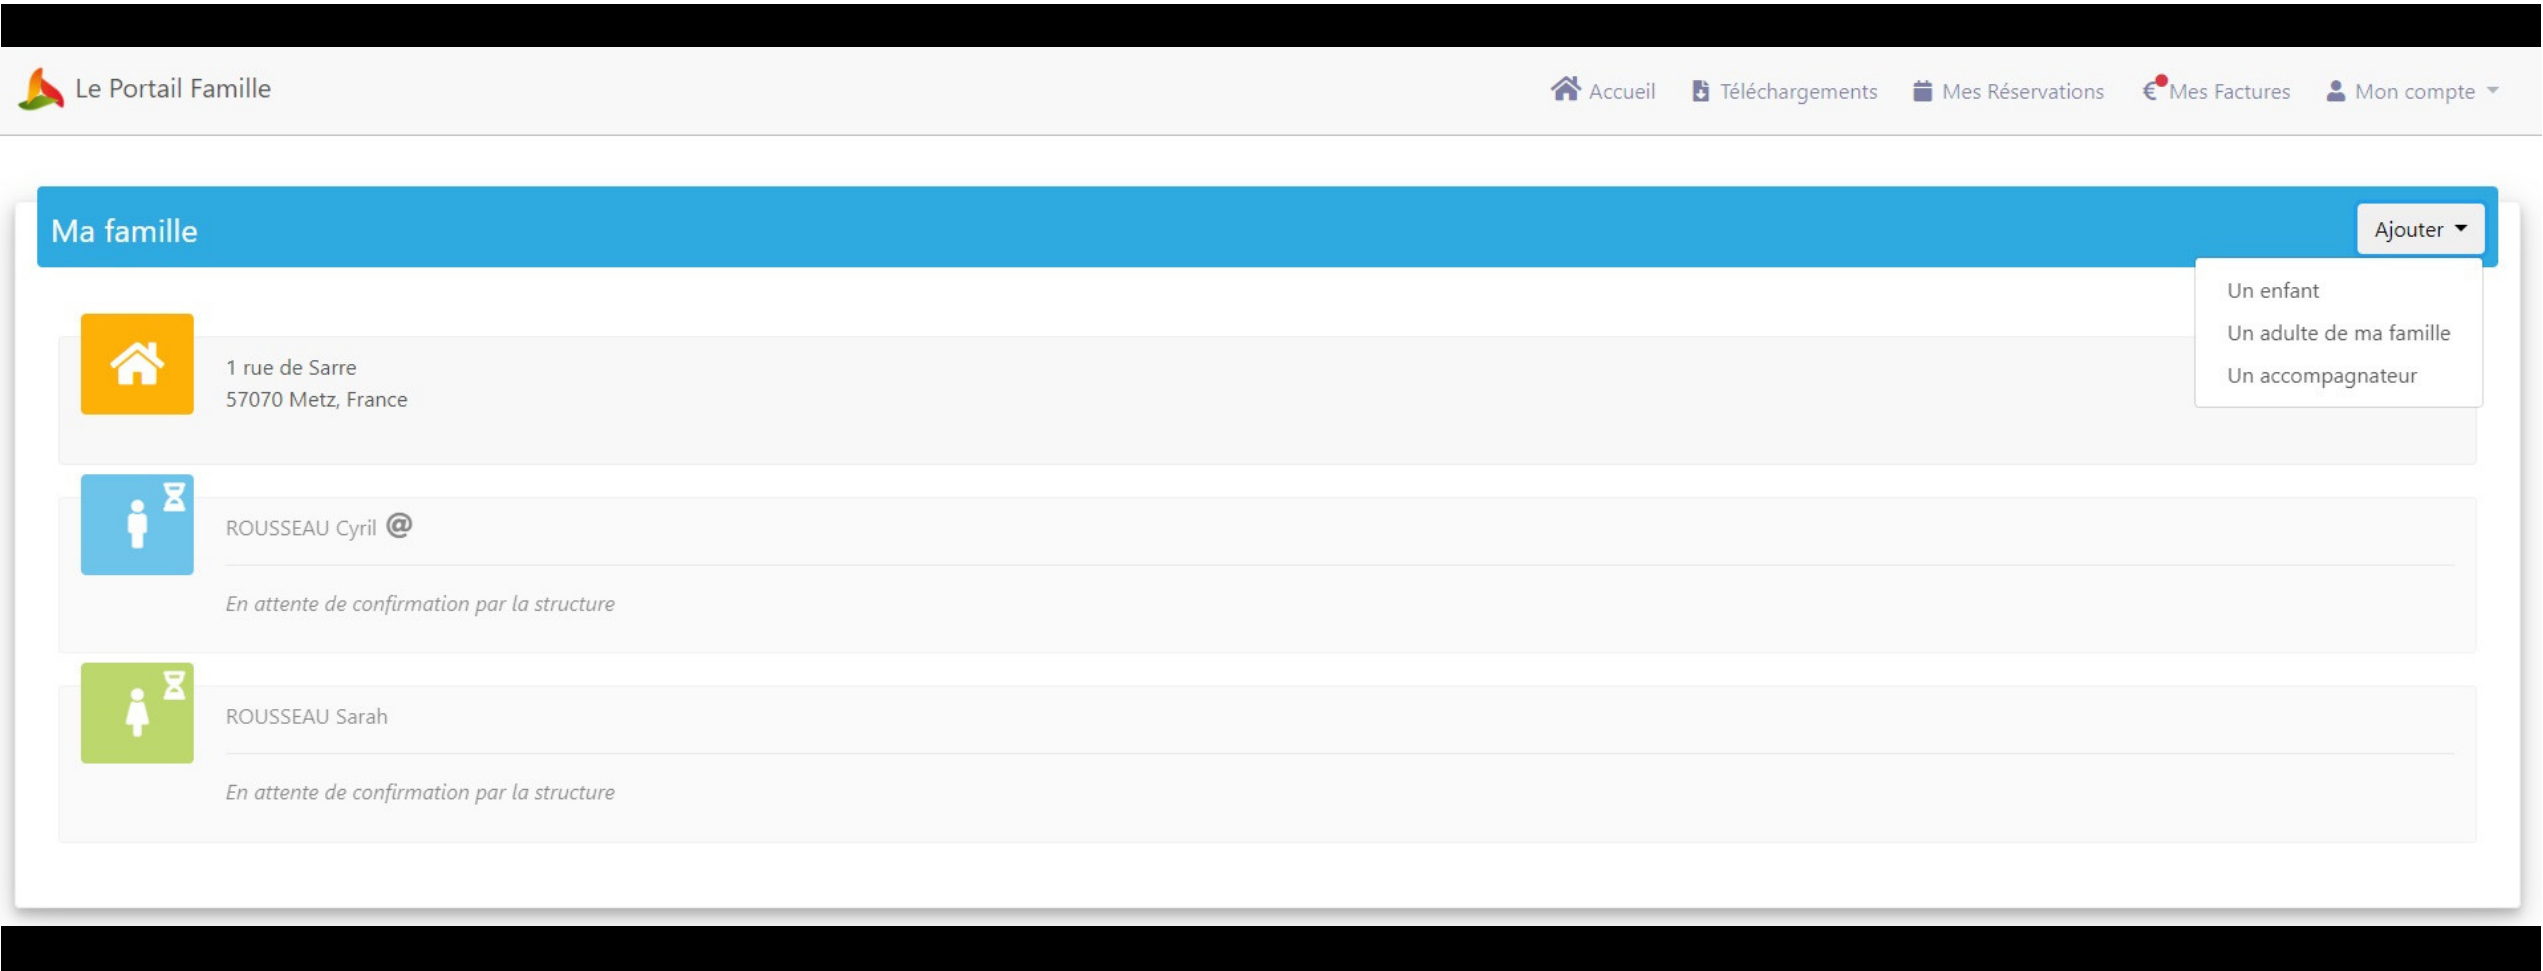 Le Portail Famille
Accueil
Téléchargements
Mes Réservations
€ Mes Factures
Mon compte
Ma famille
Ajouter
Un enfant
Un adulte de ma famille
Un accompagnateur
1 rue de Sarre
57070 Metz, France
ROUSSEAU Cyril @
En attente de confirmation par la structure
ROUSSEAU Sarah
En attente de confirmation par la structure